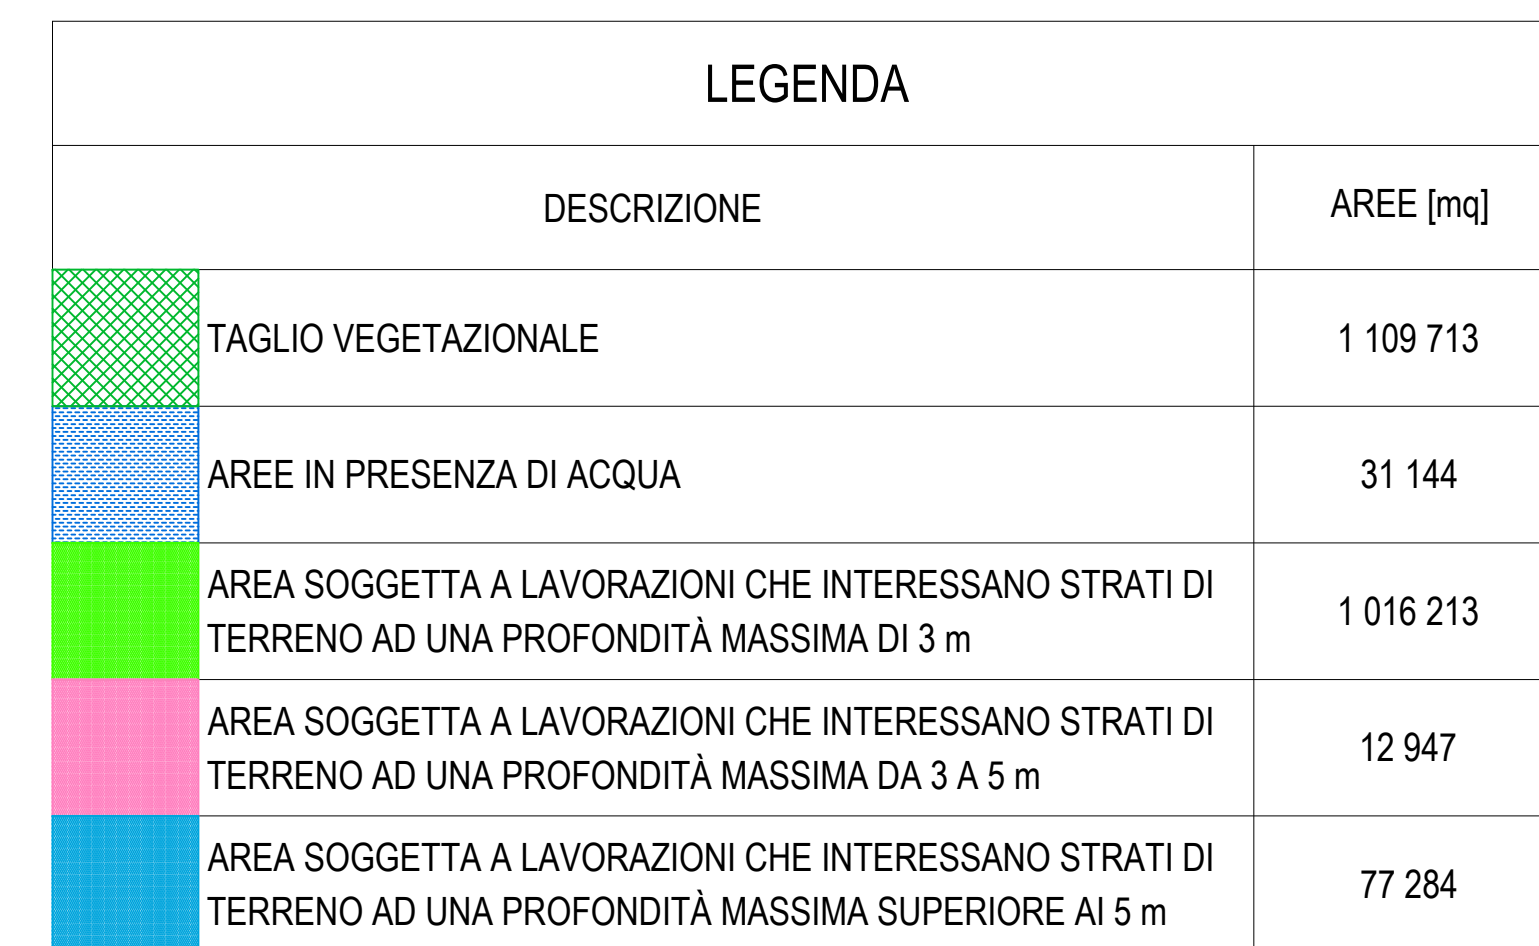 LEGENDA
DESCRIZIONE
AREE [mq]
TAGLIO VEGETAZIONALE
1 109 713
AREE IN PRESENZA DI ACQUA
31 144
AREA SOGGETTA A LAVORAZIONI CHE INTERESSANO STRATI DI
TERRENO AD UNA PROFONDITÀ MASSIMA DI 3 m
1 016 213
AREA SOGGETTA A LAVORAZIONI CHE INTERESSANO STRATI DI
TERRENO AD UNA PROFONDITÀ MASSIMA DA 3 A 5 m
12 947
AREA SOGGETTA A LAVORAZIONI CHE INTERESSANO STRATI DI
TERRENO AD UNA PROFONDITÀ MASSIMA SUPERIORE AI 5 m
77 284